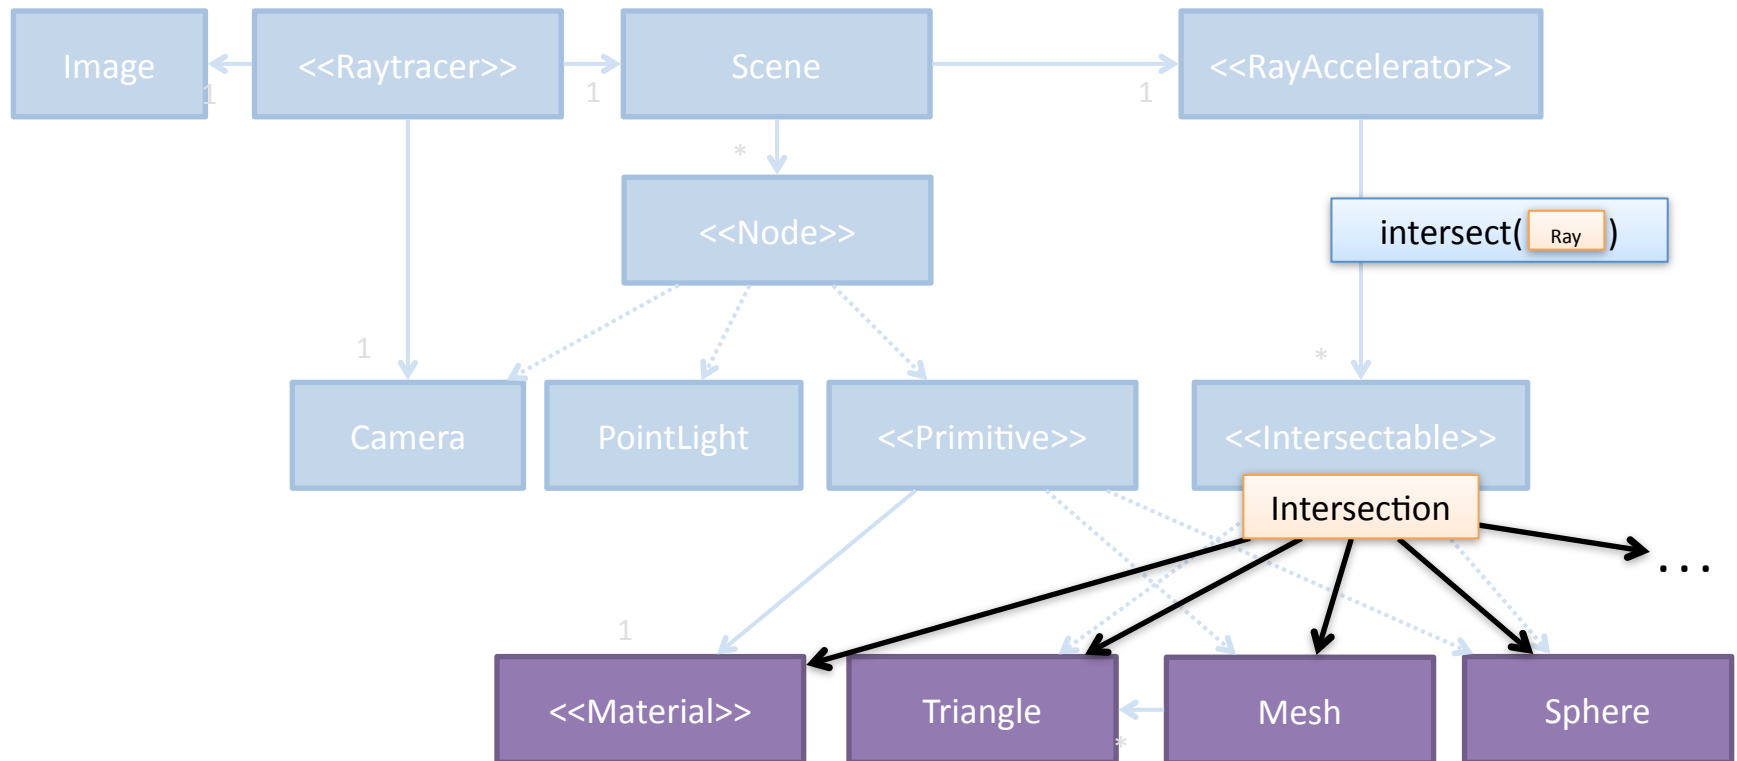 Image
<<Raytracer>>
Scene
<<RayAccelerator>>
1
1
1
*
<<Node>>
intersect( Ray )
1
*
Camera
PointLight
<<Primitive>>
<<Intersectable>>
Intersection
...
1
<<Material>>
Triangle
Mesh
Sphere
*